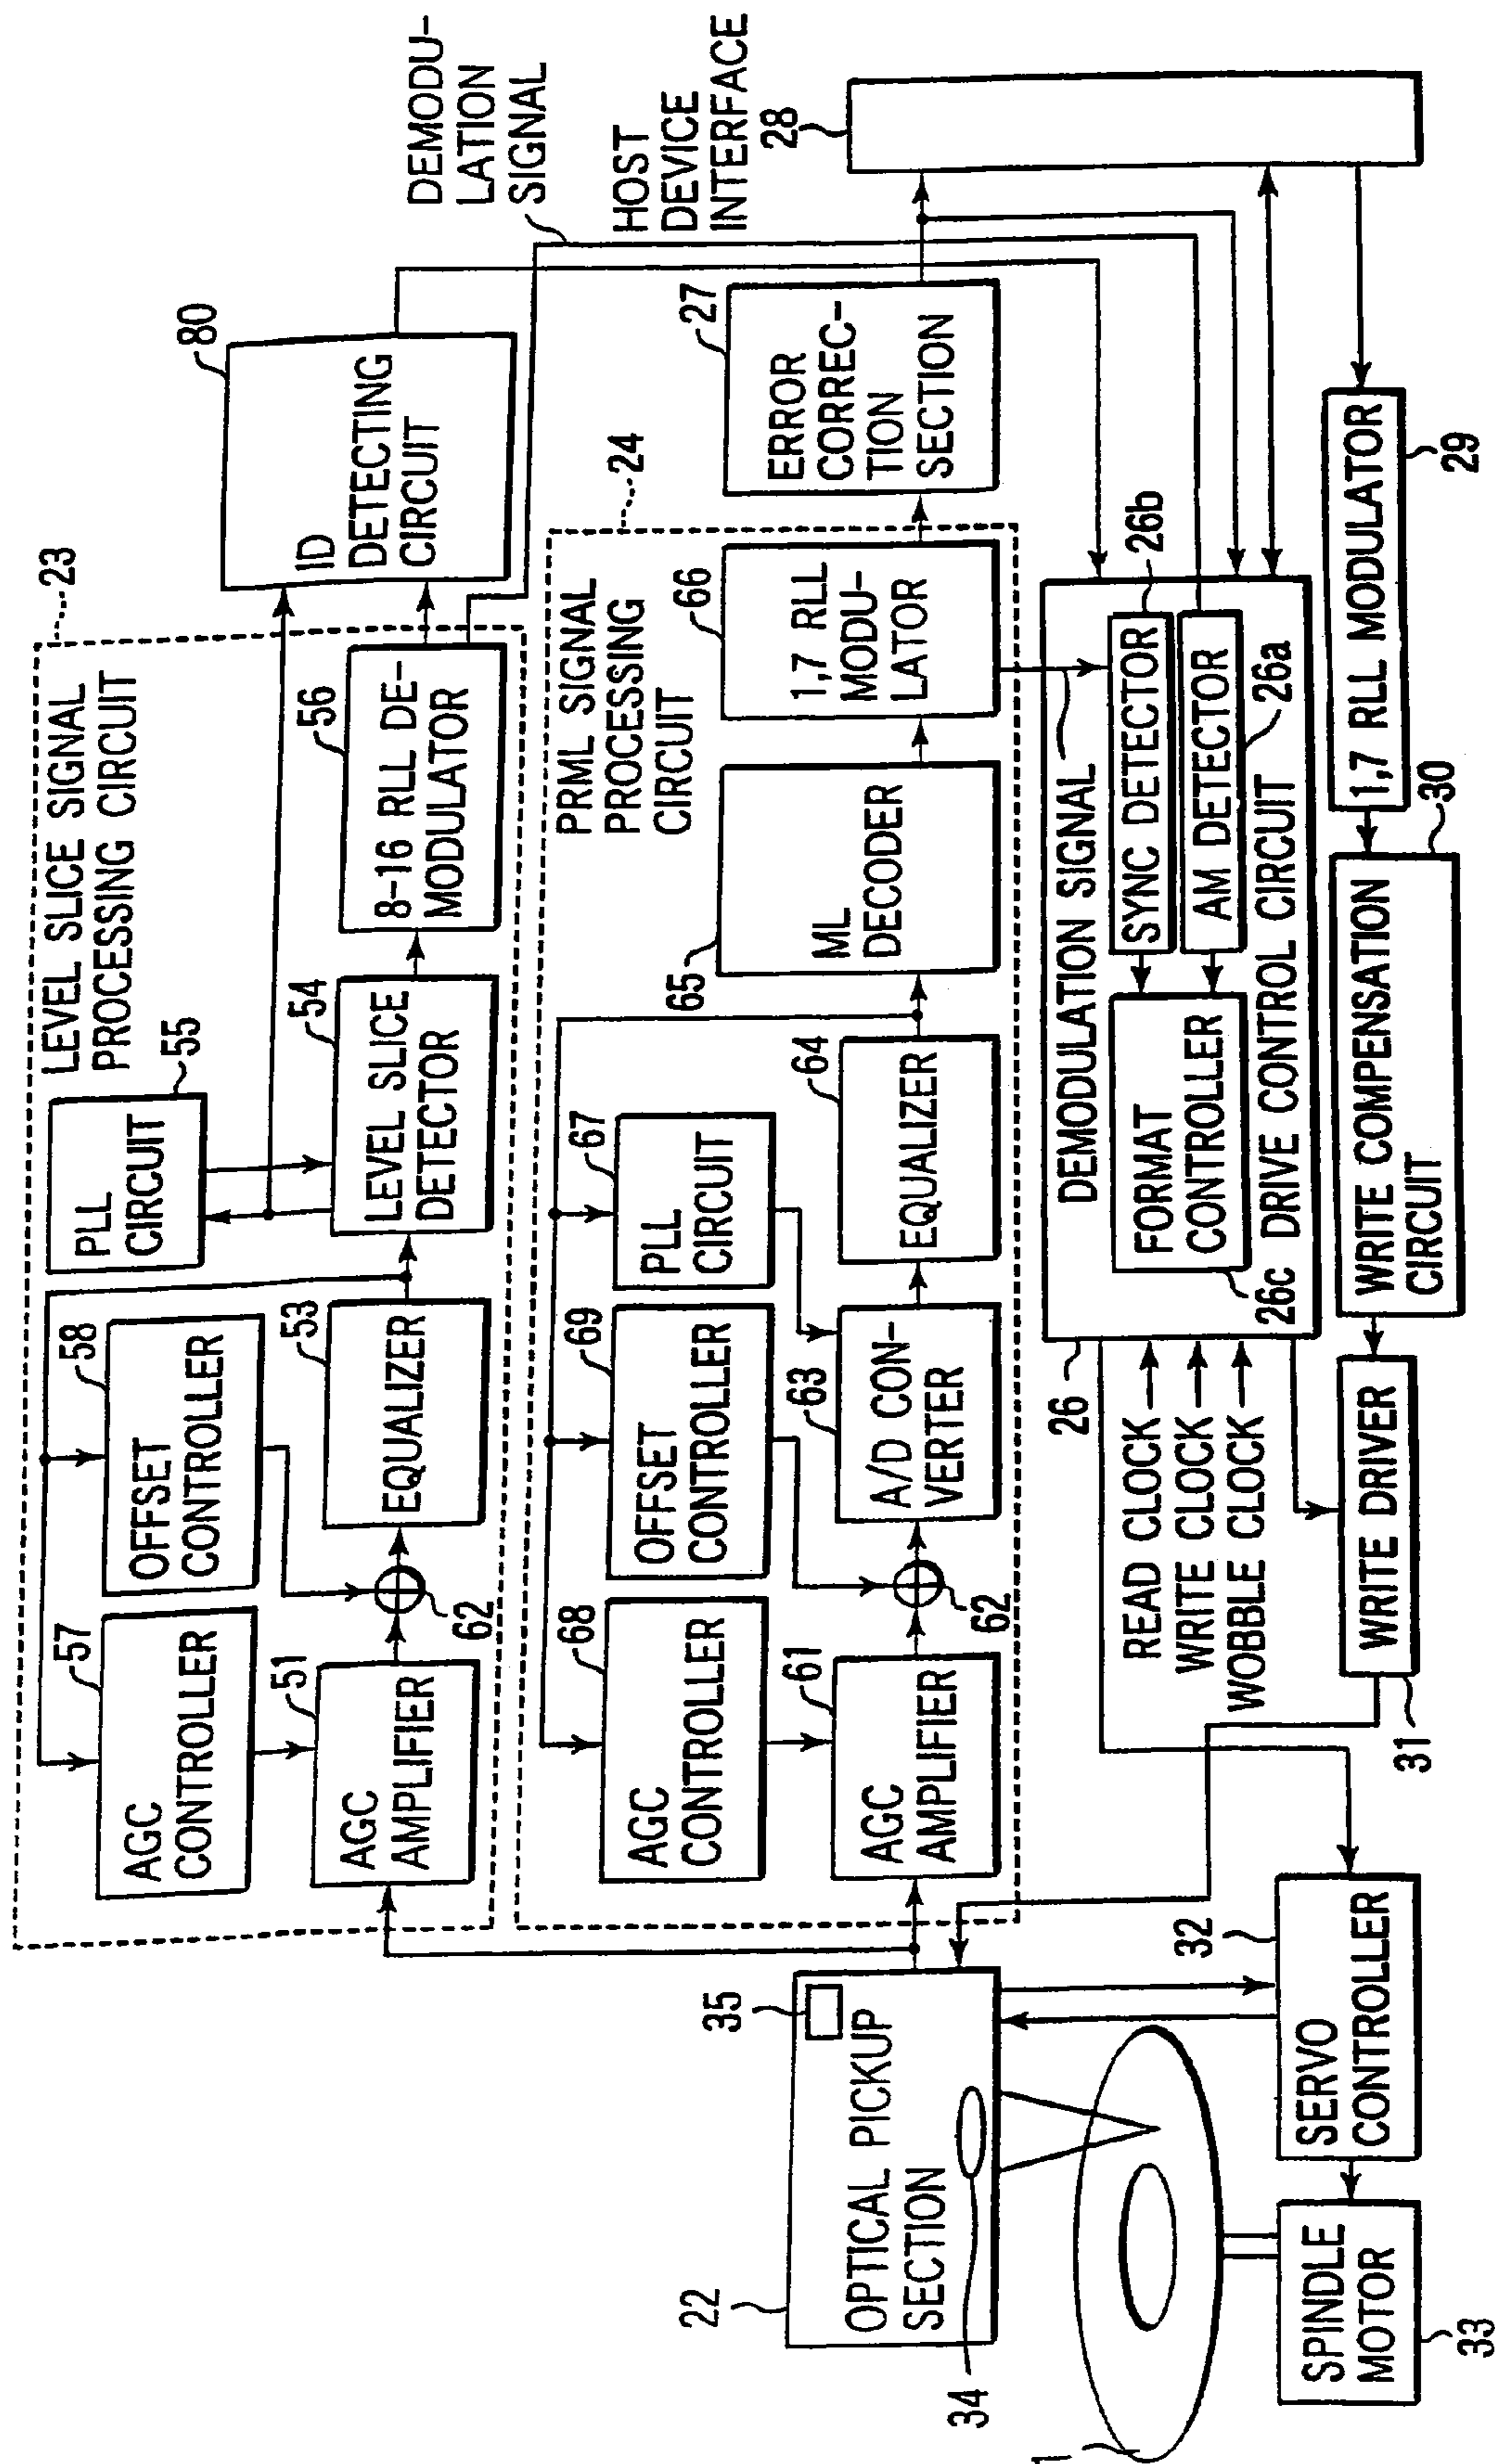 23
LEVEL SLICE SIGNAL
PROCESSING CIRCUIT
57
AGC
CONTROLLER
58
OFFSET
CONTROLLER
PLL
CIRCUIT
55
51
AGC
AMPLIFIER
62
53
EQUALIZER
54
LEVEL SLICE
DETECTOR
56
8-16 RLL DE-
MODULATOR
80
ID
DETECTING
CIRCUIT
DEMODU-
LATION
SIGNAL
24
PRML SIGNAL
PROCESSING
CIRCUIT
68
AGC
CONTROLLER
69
OFFSET
CONTROLLER
67
PLL
CIRCUIT
61
AGC
AMPLIFIER
62
63
A/D CON-
VERTER
64
EQUALIZER
65
ML
DECODER
66
1,7 RLL
MODU-
LATOR
27
ERROR
CORREC-
TION
SECTION
HOST
DEVICE
INTERFACE
28
22
35
OPTICAL PICKUP
SECTION
34
1
26
DEMODULATION SIGNAL
FORMAT
CONTROLLER
26c
SYNC DETECTOR
26b
AM DETECTOR
26a
DRIVE CONTROL CIRCUIT
READ CLOCK
WRITE CLOCK
WOBBLE CLOCK
SPINDLE
MOTOR
33
SERVO
CONTROLLER
32
WRITE DRIVER
31
WRITE COMPENSATION
CIRCUIT
30
1,7 RLL MODULATOR
29